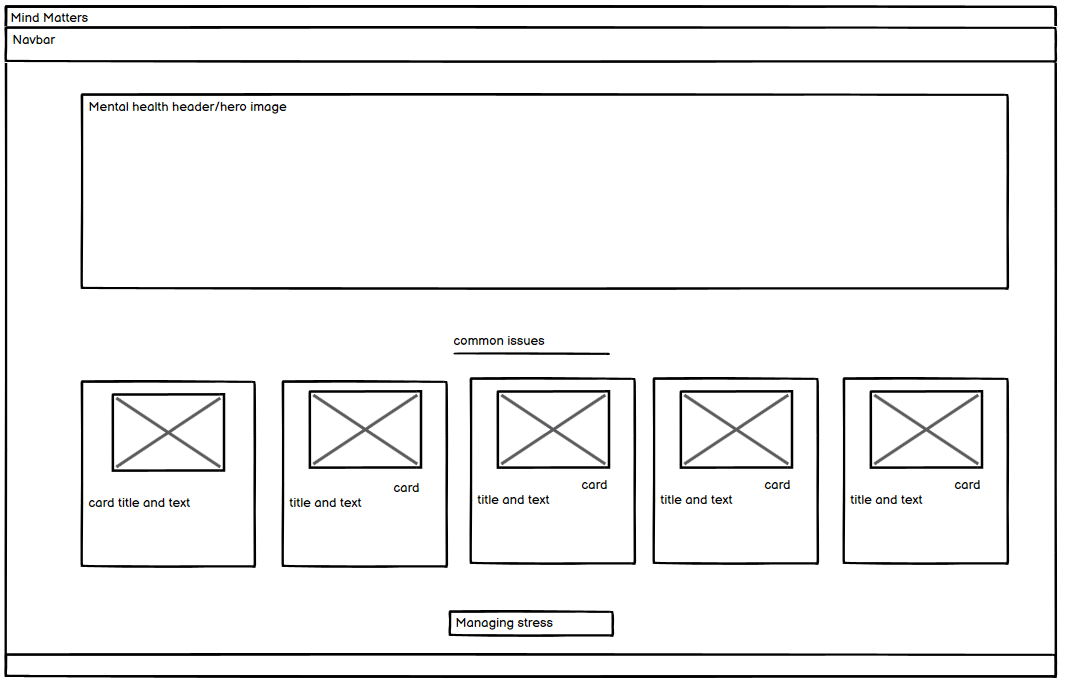 Mind Matters
Navbar
Mental health header/hero image
common issues
card title and text
card
title and text
card
title and text
card
title and text
card
title and text
Managing stress